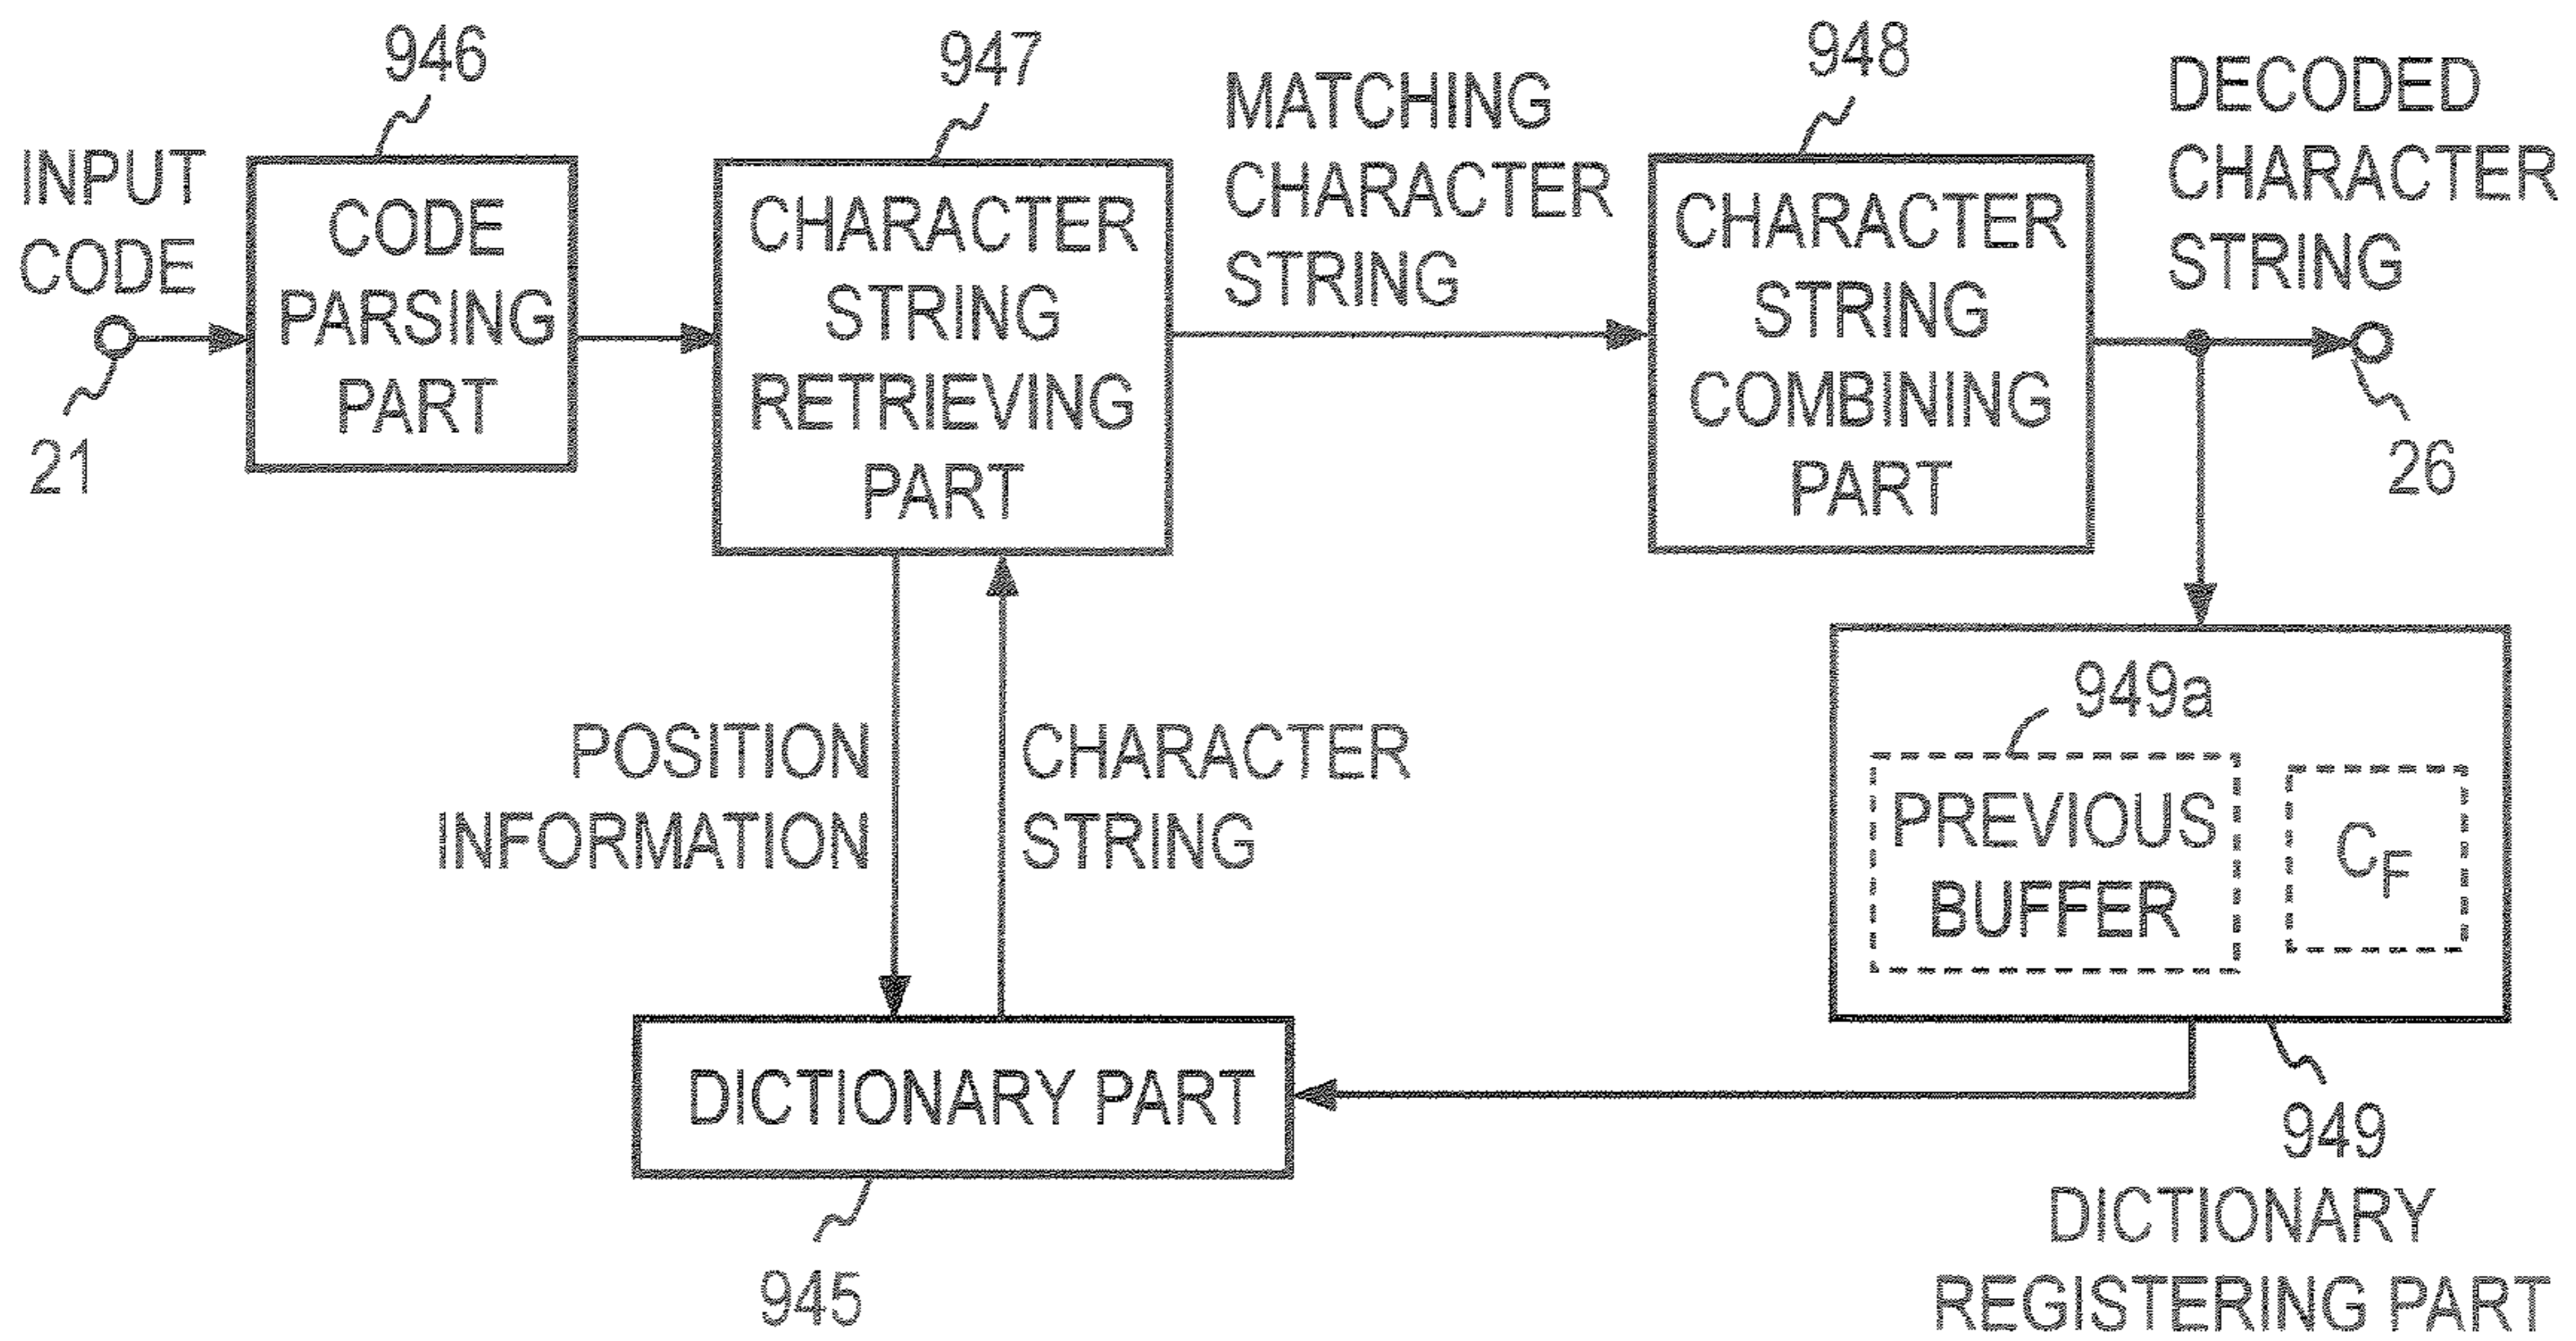 946
947
948
INPUT
CODE
21
CODE
PARSING
PART
CHARACTER
STRING
RETRIEVING
PART
MATCHING
CHARACTER
STRING
CHARACTER
STRING
COMBINING
PART
DECODED
CHARACTER
STRING
26
POSITION
INFORMATION
CHARACTER
STRING
949a
PREVIOUS
BUFFER
CF
DICTIONARY PART
945
949
DICTIONARY
REGISTERING PART